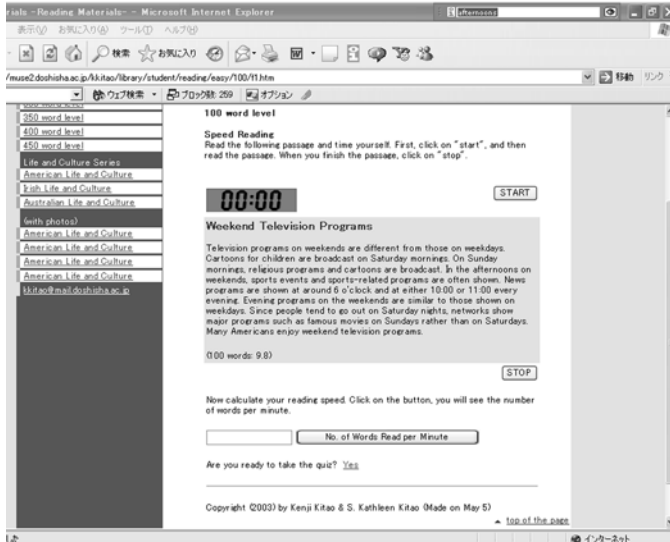 rials -Reading Materials- - Microsoft Internet Explorer
afternoons
表示(V) お気に入り(A) ツール(T) ヘルプ(H)
検索 お気に入り
/muse2.doshisha.ac.jp/kkitao/library/student/reading/easy/100/f1.htm
移動 リンク
ウェブ検索 ブロック数: 259 オプション
350 word level
400 word level
450 word level
Life and Culture Series
American Life and Culture
Irish Life and Culture
Australian Life and Culture
(with photos)
American Life and Culture
American Life and Culture
American Life and Culture
American Life and Culture
kkitao@mail.doshisha.ac.jp
100 word level
Speed Reading
Read the following passage and time yourself. First, click on "start", and then
read the passage. When you finish the passage, click on "stop".
00:00
START
Weekend Television Programs
Television programs on weekends are different from those on weekdays.
Cartoons for children are broadcast on Saturday mornings. On Sunday
mornings, religious programs and cartoons are broadcast. In the afternoons on
weekends, sports events and sports-related programs are often shown. News
programs are shown at around 6 o'clock and at either 10:00 or 11:00 every
evening. Evening programs on the weekends are similar to those shown on
weekdays. Since people tend to go out on Saturday nights, networks show
major programs such as famous movies on Sundays rather than on Saturdays.
Many Americans enjoy weekend television programs.
(100 words: 9.8)
STOP
Now calculate your reading speed. Click on the button, you will see the number
of words per minute.
No. of Words Read per Minute
Are you ready to take the quiz? Yes
Copyright (2003) by Kenji Kitao & S. Kathleen Kitao (Made on May 5)
top of the page
インターネット